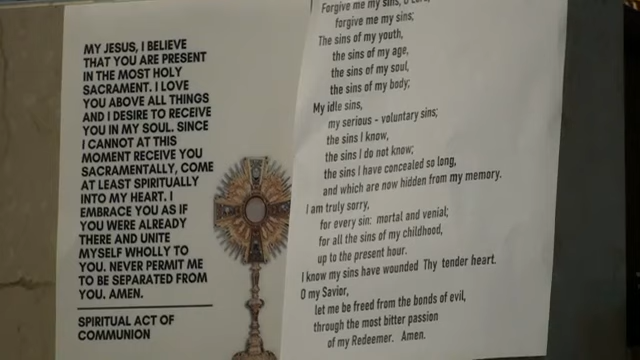 MY JESUS, I BELIEVE
THAT YOU ARE PRESENT
IN THE MOST HOLY
SACRAMENT. I LOVE
YOU ABOVE ALL THINGS
AND I DESIRE TO RECEIVE
YOU IN MY SOUL. SINCE
I CANNOT AT THIS
MOMENT RECEIVE YOU
SACRAMENTALLY, COME
AT LEAST SPIRITUALLY
INTO MY HEART. I
EMBRACE YOU AS IF
YOU WERE ALREADY
THERE AND UNITE
MYSELF WHOLLY TO
YOU. NEVER PERMIT ME
TO BE SEPARATED FROM
YOU. AMEN.
SPIRITUAL ACT OF
COMMUNION
Forgive me my sins, O
forgive me my sins;
The sins of my youth,
the sins of my age,
the sins of my soul,
the sins of my body;
My idle sins,
my serious - voluntary sins;
the sins I know,
the sins I do not know;
the sins I have concealed so long,
and which are now hidden from my memory.
I am truly sorry,
for every sin: mortal and venial;
for all the sins of my childhood,
up to the present hour.
I know my sins have wounded Thy tender heart.
O my Savior,
let me be freed from the bonds of evil,
through the most bitter passion
of my Redeemer. Amen.